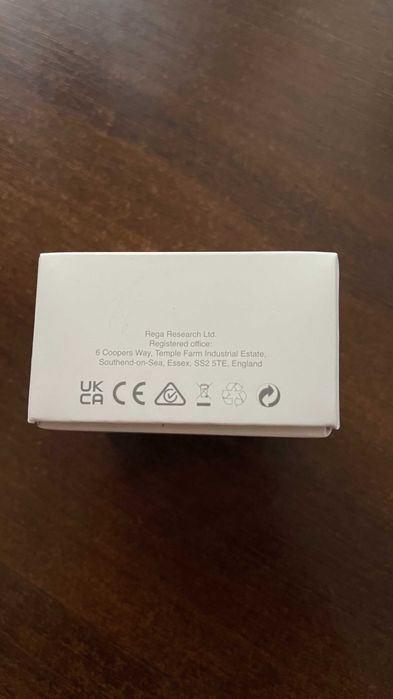 Rega Research Ltd.
Registered office:
6 Coopers Way, Temple Farm Industrial Estate,
Southend-on-Sea, Essex, SS2 5TE, England
UK
CA CE